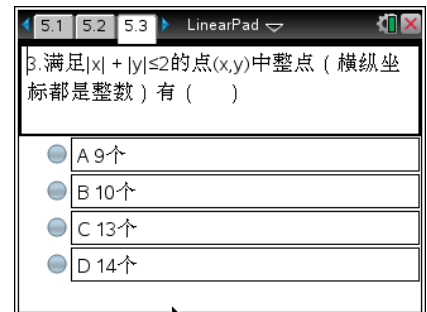 5.1 5.2 5.3 LinearPad
3.满足|x| + |y|≤2的点(x,y)中整点（横纵坐
标都是整数）有（ ）
A 9个
B 10个
C 13个
D 14个